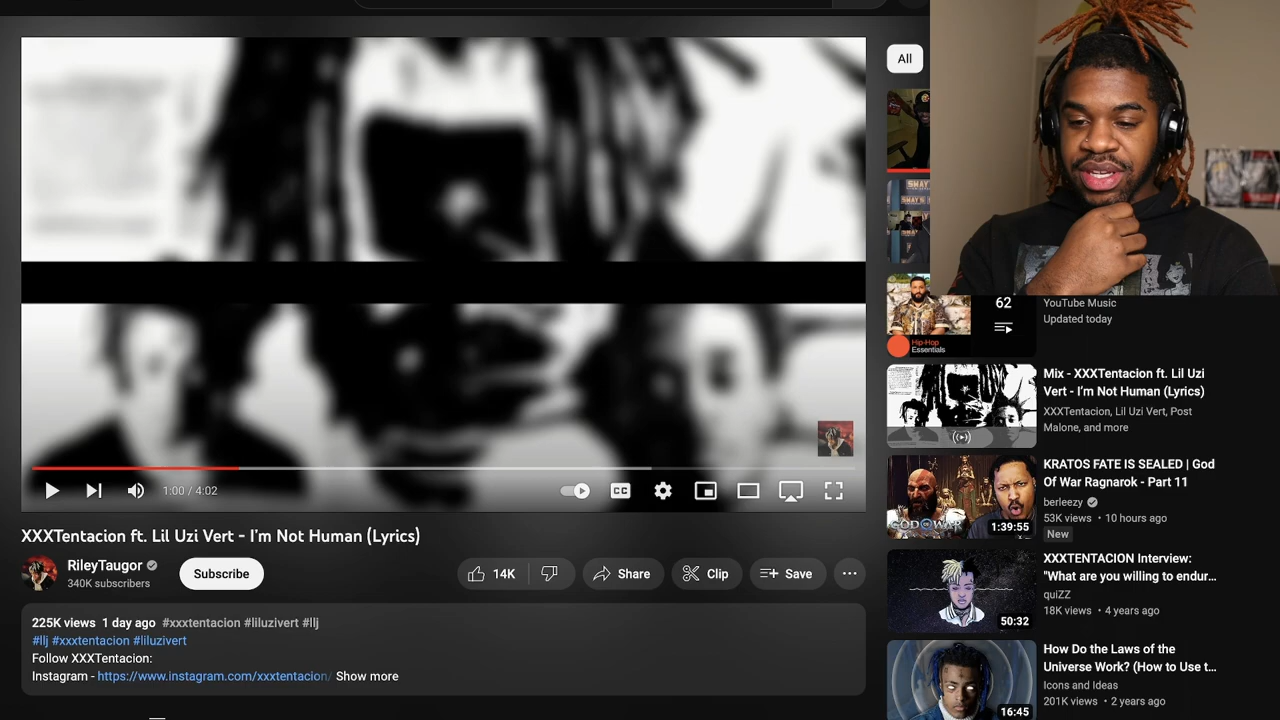 All
SWAY'S
1:00 / 4:02
CC
XXXTentacion ft. Lil Uzi Vert - I'm Not Human (Lyrics)
RileyTaugor
340K subscribers
Subscribe
14K
Share
Clip
Save
225K views 1 day ago #xxxtentacion #liluzivert #llj
#llj #xxxtentacion #liluzivert
Follow XXXTentacion:
Instagram - https://www.instagram.com/xxxtentacion/ Show more
62
Hip-Hop
Essentials
YouTube Music
Updated today
Mix - XXXTentacion ft. Lil Uzi
Vert - I'm Not Human (Lyrics)
XXXTentacion, Lil Uzi Vert, Post
Malone, and more
GOD OF WAR
1:39:55
KRATOS FATE IS SEALED | God
Of War Ragnarok - Part 11
berleezy
53K views • 10 hours ago
New
50:32
XXXTENTACION Interview:
"What are you willing to endur...
quiZZ
18K views • 4 years ago
16:45
How Do the Laws of the
Universe Work? (How to Use t...
Icons and Ideas
201K views • 2 years ago